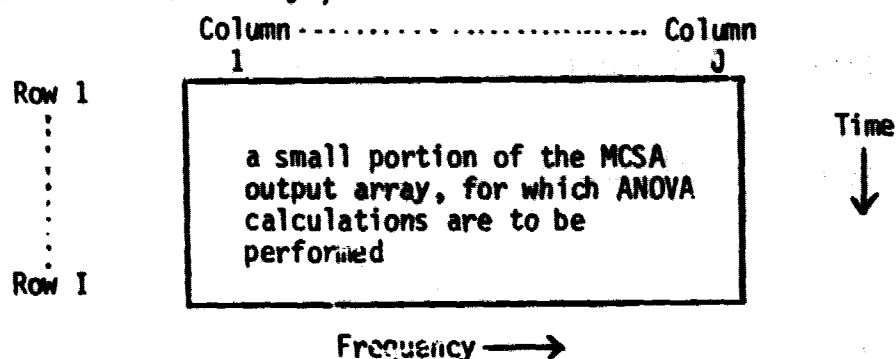 Column Column
1 J
Row 1
Time
a small portion of the MCSA
output array, for which ANOVA
calculations are to be
performed
Row I
Frequency